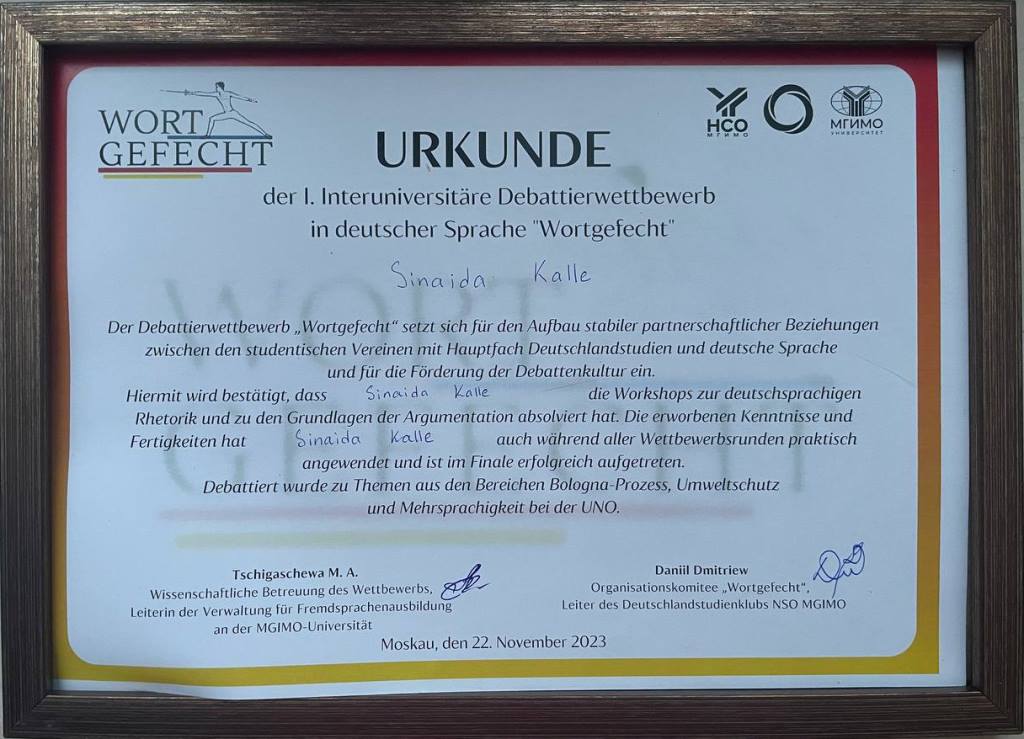 WORT
GEFECHT
НСО
МГИМО
МГИМО
УНИВЕРСИТЕТ
URKUNDE
der I. Interuniversitäre Debattierwettbewerb
in deutscher Sprache "Wortgefecht"
Sinaida Kalle
Der Debattierwettbewerb „Wortgefecht“ setzt sich für den Aufbau stabiler partnerschaftlicher Beziehungen
zwischen den studentischen Vereinen mit Hauptfach Deutschlandstudien und deutsche Sprache
und für die Förderung der Debattenkultur ein.
Hiermit wird bestätigt, dass Sinaida Kalle die Workshops zur deutschsprachigen
Rhetorik und zu den Grundlagen der Argumentation absolviert hat. Die erworbenen Kenntnisse und
Fertigkeiten hat Sinaida Kalle auch während aller Wettbewerbsrunden praktisch
angewendet und ist im Finale erfolgreich aufgetreten.
Debattiert wurde zu Themen aus den Bereichen Bologna-Prozess, Umweltschutz
und Mehrsprachigkeit bei der UNO.
WORT
GEFECHT
Tschigaschewa M. A.
Wissenschaftliche Betreuung des Wettbewerbs,
Leiterin der Verwaltung für Fremdsprachenausbildung
an der MGIMO-Universität
Daniil Dmitriew
Organisationskomitee „Wortgefecht“,
Leiter des Deutschlandstudienklubs NSO MGIMO
Moskau, den 22. November 2023